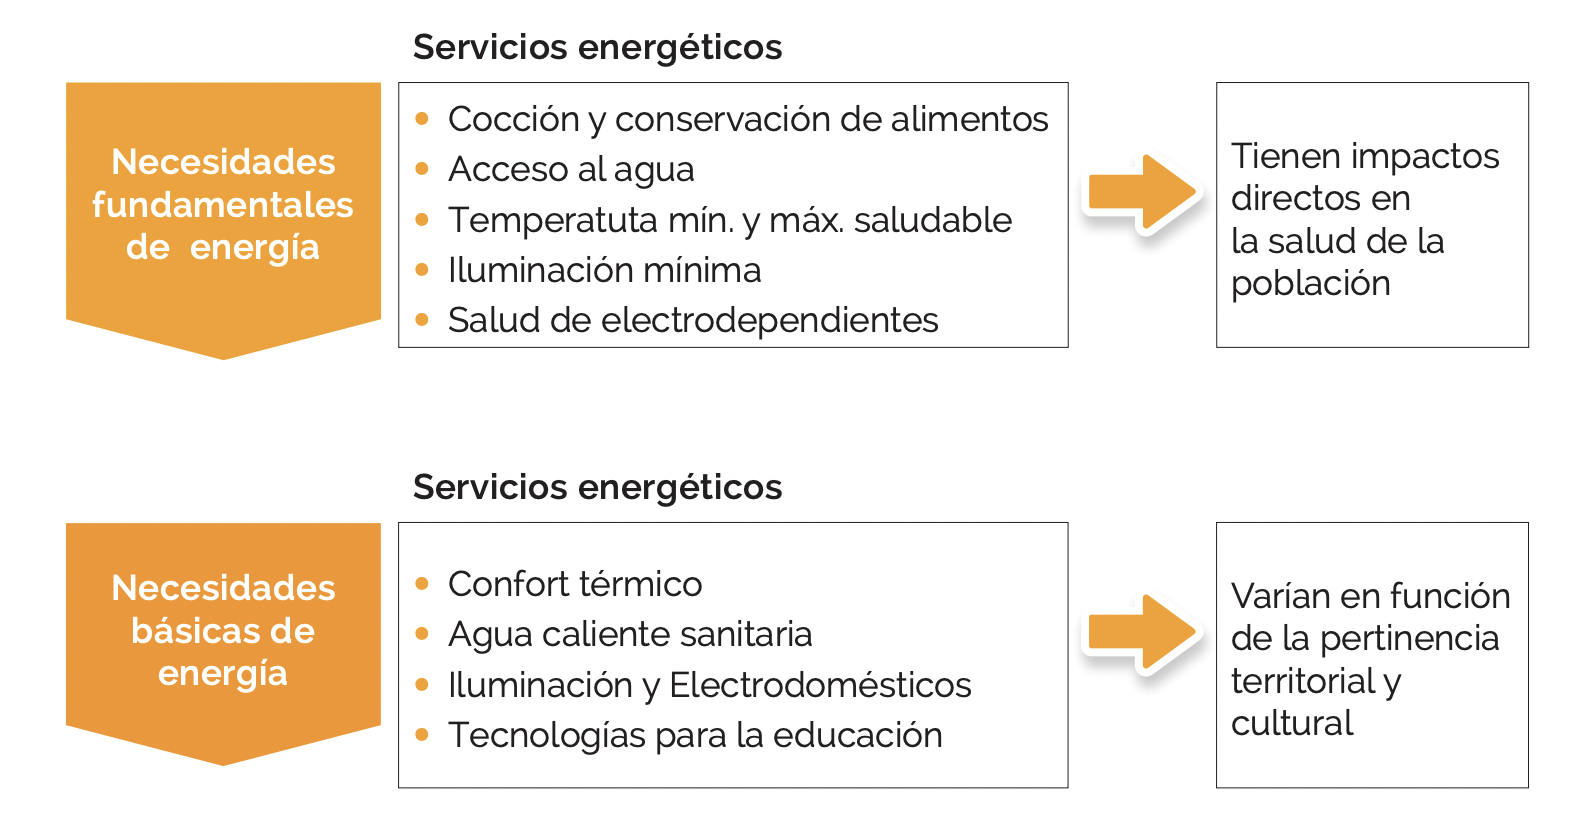 Servicios energéticos
Necesidades
fundamentales
de energía
• Cocción y conservación de alimentos
• Acceso al agua
• Temperatuta mín. y máx. saludable
• Iluminación mínima
• Salud de electrodependientes
Tienen impactos
directos en
la salud de la
población
Servicios energéticos
Necesidades
básicas de
energía
• Confort térmico
• Agua caliente sanitaria
• Iluminación y Electrodomésticos
• Tecnologías para la educación
Varían en función
de la pertinencia
territorial y
cultural